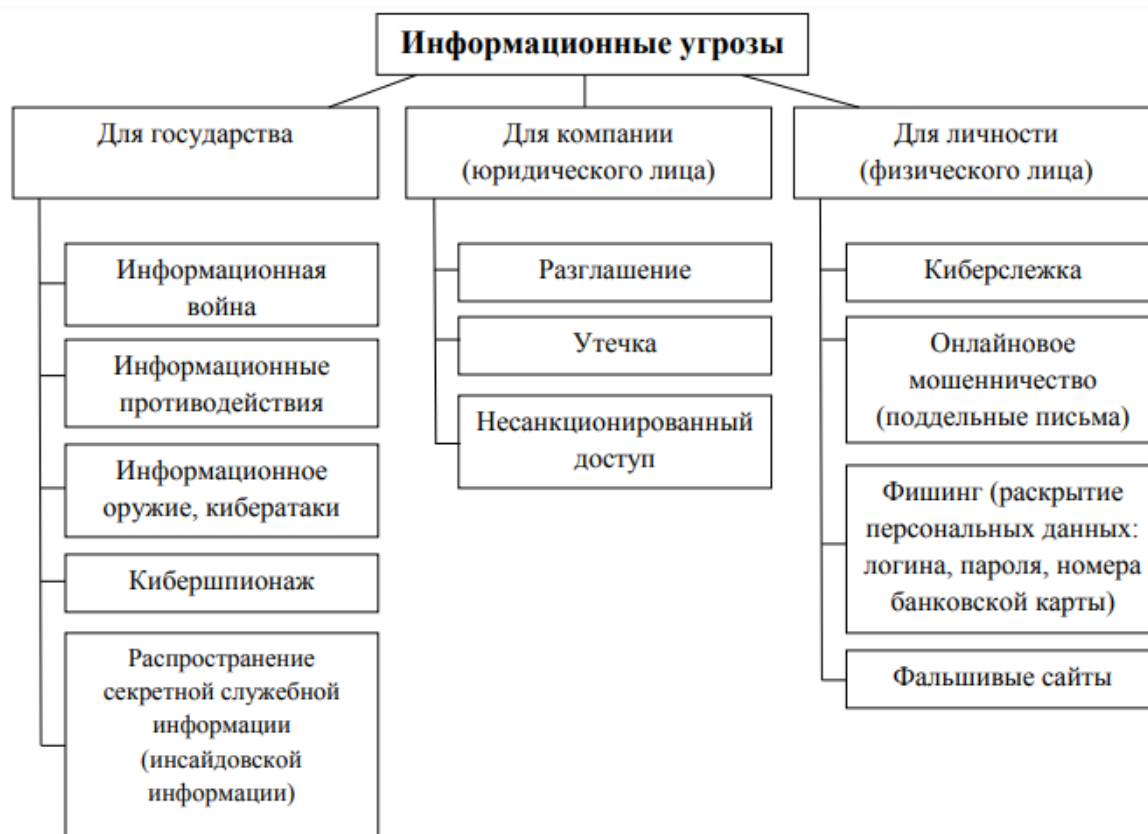 Информационные угрозы
Для государства
Информационная
война
Информационные
противодействия
Информационное
оружие, кибератаки
Кибершпионаж
Распространение
секретной служебной
информации
(инсайдовской
информации)
Для компании
(юридического лица)
Разглашение
Утечка
Несанкционированный
доступ
Для личности
(физического лица)
Киберслежка
Онлайновое
мошенничество
(поддельные письма)
Фишинг (раскрытие
персональных данных:
логина, пароля, номера
банковской карты)
Фальшивые сайты